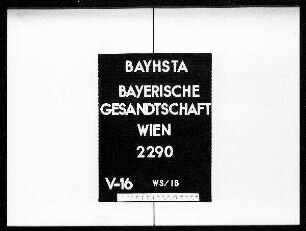 BAYHSTA
BAYERISCHE
GESANDTSCHAFT
WIEN
2290
V-16 WS/IB